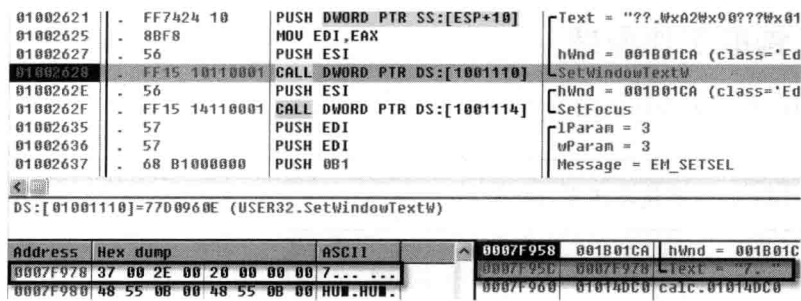 01002621 . FF7424 10 PUSH DWORD PTR SS:[ESP+10] Text = "??.₩xA2₩x90???₩x01
01002625 . 8BF8 MOV EDI,EAX
01002627 . 56 PUSH ESI hWnd = 001B01CA (class='Ed
01002628 . FF15 10110001 CALL DWORD PTR DS:[1001110] SetWindowTextW
0100262E . 56 PUSH ESI hWnd = 001B01CA (class='Ed
0100262F . FF15 14110001 CALL DWORD PTR DS:[1001114] SetFocus
01002635 . 57 PUSH EDI lParam = 3
01002636 . 57 PUSH EDI wParam = 3
01002637 . 68 B1000000 PUSH 0B1 Message = EM_SETSEL
DS:[01001110]=77D0960E (USER32.SetWindowTextW)
Address Hex dump ASCII 0007F958 001B01CA hWnd = 001B01C
0007F978 37 00 2E 00 20 00 00 00 7... ... 0007F95C 0007F978 Text = "7. "
0007F980 48 55 0B 00 48 55 0B 00 HU.HU. 0007F960 01014DC0 calc.01014DC0